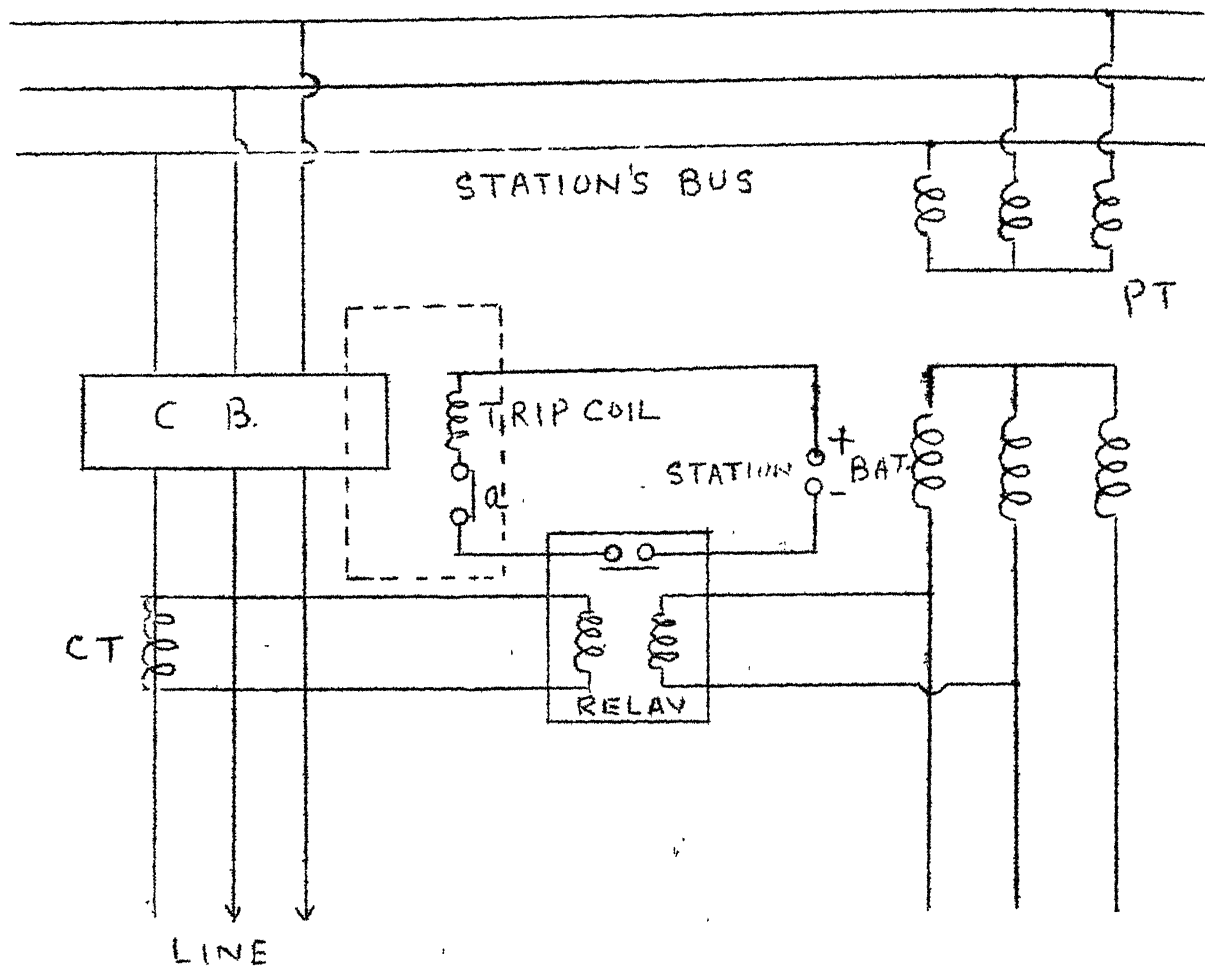 STATION'S BUS
PT
C B.
TRIP COIL
a
STATION
+
BAT.
-
CT
RELAY
LINE